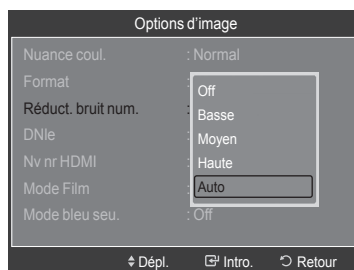 Options d'image
Nuance coul. : Normal
Format :
Réduct. bruit num. :
DNIe :
Nv nr HDMI :
Mode Film :
Mode bleu seu. : Off
Off
Basse
Moyen
Haute
Auto
Dépl. Intro. Retour